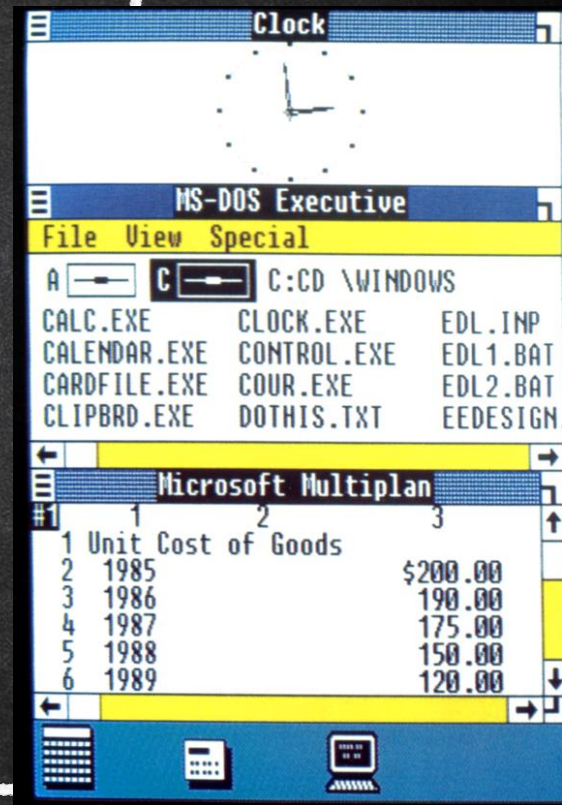 Clock
MS-DOS Executive
File View Special
A C C:CD \WINDOWS
CALC.EXE CLOCK.EXE EDL.INP
CALENDAR.EXE CONTROL.EXE EDL1.BAT
CARDFILE.EXE COUR.EXE EDL2.BAT
CLIPBRD.EXE DOTHIS.TXT EEDESIGN.
Microsoft Multiplan
#1 1 2 3
1 Unit Cost of Goods
2 1985 $200.00
3 1986 190.00
4 1987 175.00
5 1988 150.00
6 1989 120.00